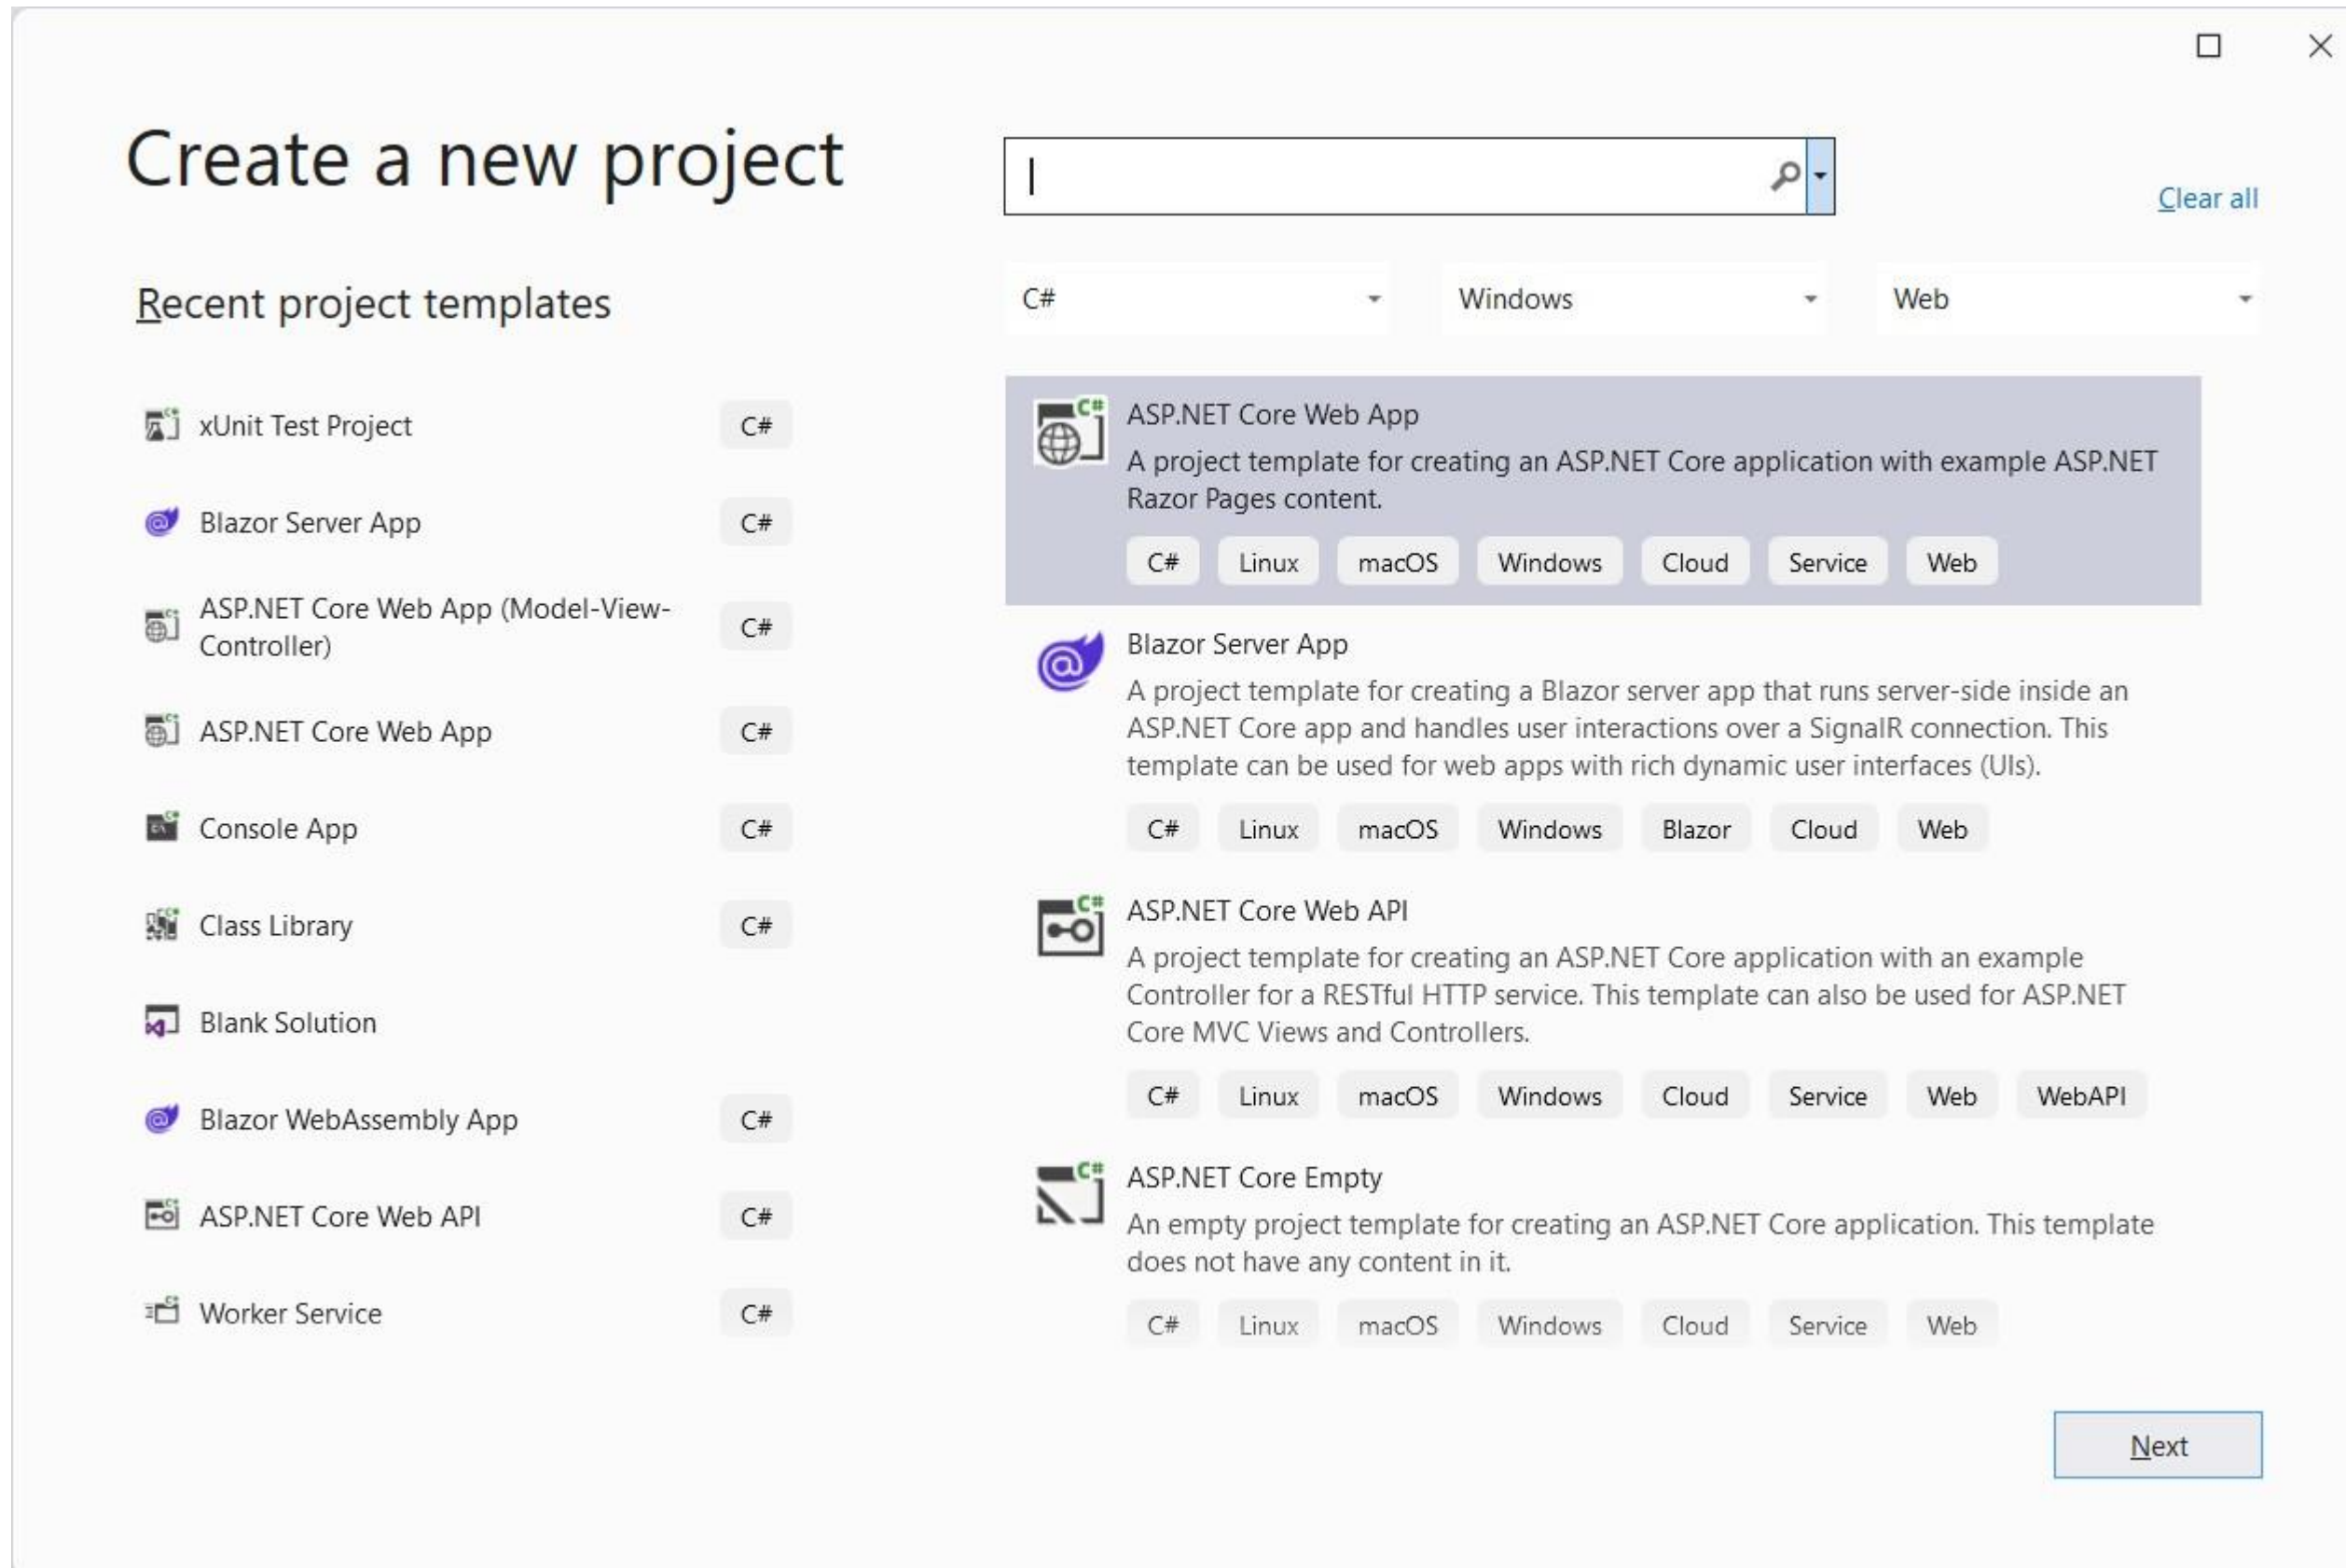 Create a new project
Clear all
Recent project templates
C# Windows Web
xUnit Test Project C#
Blazor Server App C#
ASP.NET Core Web App (Model-View-
Controller) C#
ASP.NET Core Web App C#
Console App C#
Class Library C#
Blank Solution
Blazor WebAssembly App C#
ASP.NET Core Web API C#
Worker Service C#
ASP.NET Core Web App
A project template for creating an ASP.NET Core application with example ASP.NET
Razor Pages content.
C# Linux macOS Windows Cloud Service Web
Blazor Server App
A project template for creating a Blazor server app that runs server-side inside an
ASP.NET Core app and handles user interactions over a SignalR connection. This
template can be used for web apps with rich dynamic user interfaces (UIs).
C# Linux macOS Windows Blazor Cloud Web
ASP.NET Core Web API
A project template for creating an ASP.NET Core application with an example
Controller for a RESTful HTTP service. This template can also be used for ASP.NET
Core MVC Views and Controllers.
C# Linux macOS Windows Cloud Service Web WebAPI
ASP.NET Core Empty
An empty project template for creating an ASP.NET Core application. This template
does not have any content in it.
C# Linux macOS Windows Cloud Service Web
Next